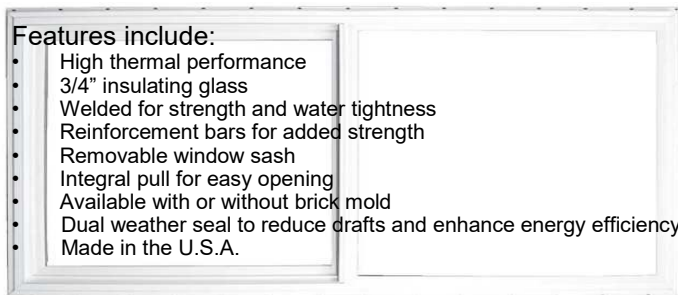 Features include:
• High thermal performance
• 3/4” insulating glass
• Welded for strength and water tightness
• Reinforcement bars for added strength
• Removable window sash
• Integral pull for easy opening
• Available with or without brick mold
• Dual weather seal to reduce drafts and enhance energy efficiency
• Made in the U.S.A.